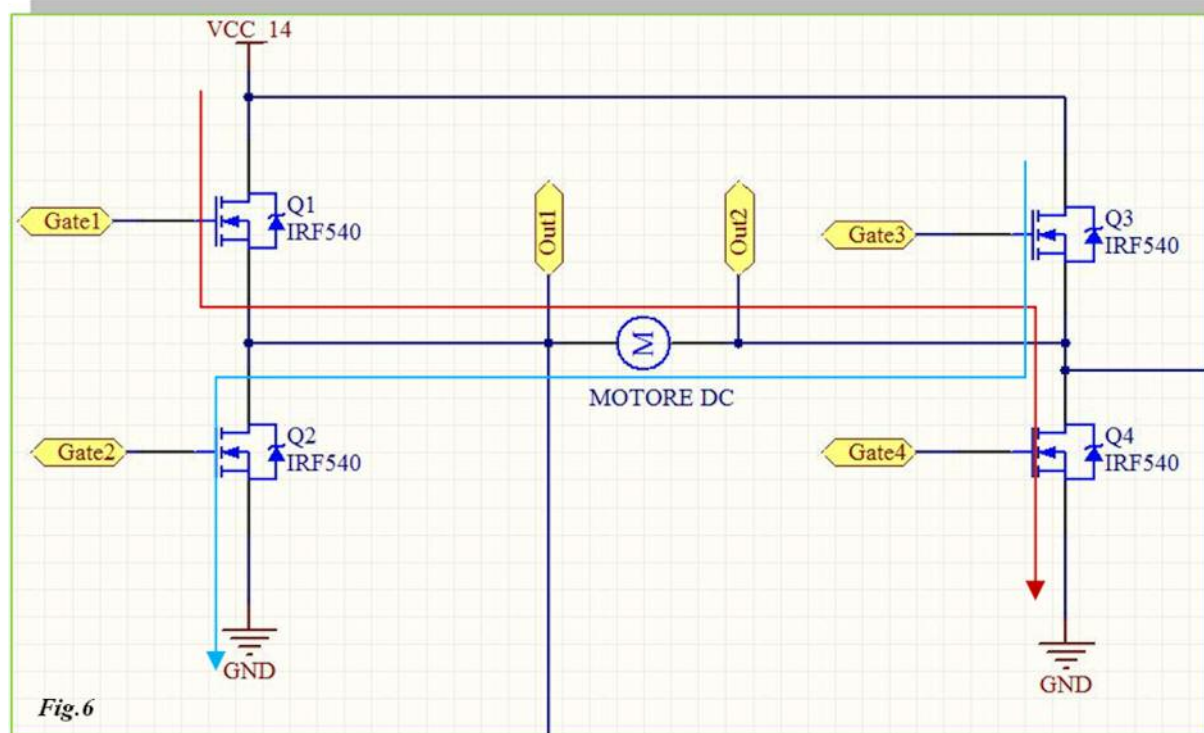 VCC_14
Gate1
Q1
IRF540
Out1
Out2
Gate3
Q3
IRF540
M
MOTORE DC
Gate2
Q2
IRF540
Gate4
Q4
IRF540
GND
GND
Fig.6